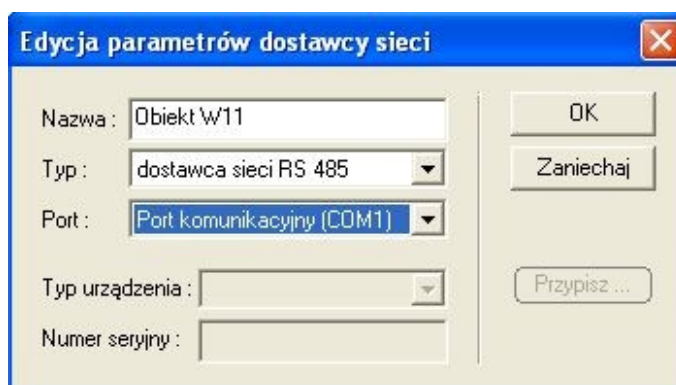 Edycja parametrów dostawcy sieci
Nazwa : Obiekt W11
OK
Typ : dostawca sieci RS 485
Zaniechaj
Port : Port komunikacyjny (COM1)
Typ urządzenia :
Przypisz ...
Numer seryjny :